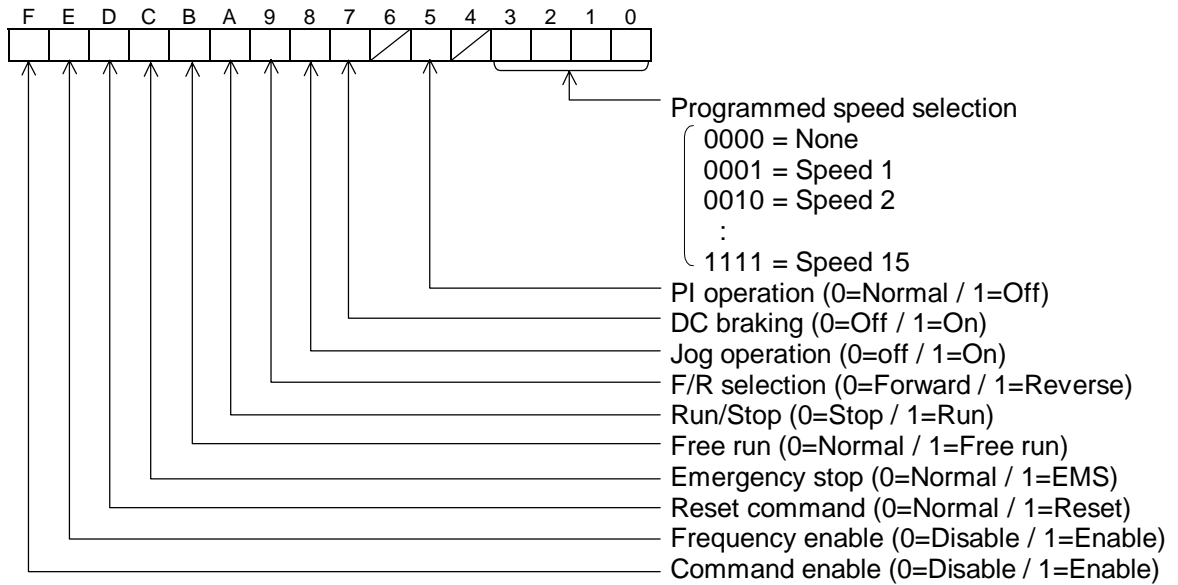 F E D C B A 9 8 7 6 5 4 3 2 1 0
Programmed speed selection
0000 = None
0001 = Speed 1
0010 = Speed 2
:
1111 = Speed 15
PI operation (0=Normal / 1=Off)
DC braking (0=Off / 1=On)
Jog operation (0=off / 1=On)
F/R selection (0=Forward / 1=Reverse)
Run/Stop (0=Stop / 1=Run)
Free run (0=Normal / 1=Free run)
Emergency stop (0=Normal / 1=EMS)
Reset command (0=Normal / 1=Reset)
Frequency enable (0=Disable / 1=Enable)
Command enable (0=Disable / 1=Enable)